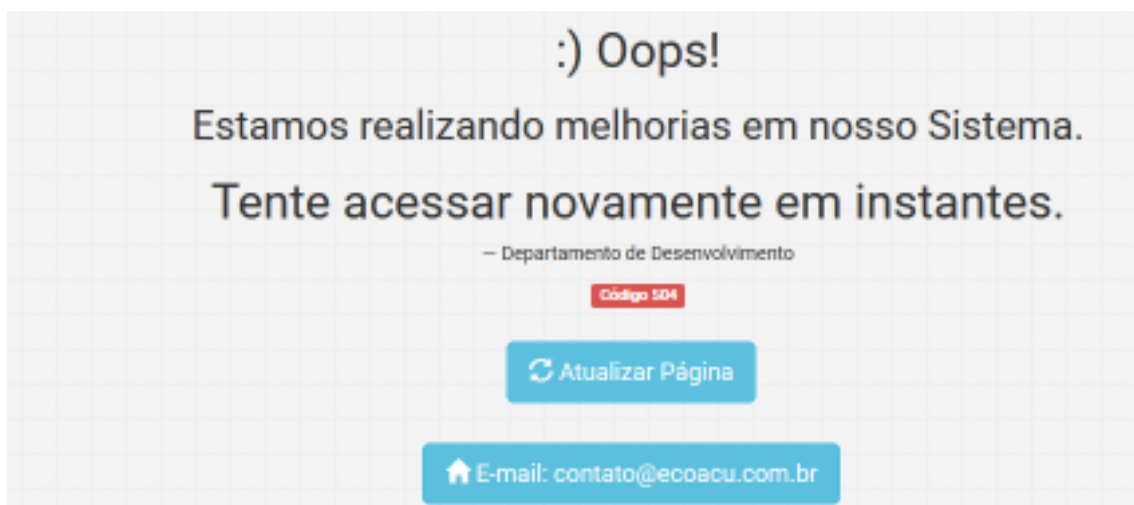 :) Oops!
Estamos realizando melhorias em nosso Sistema.
Tente acessar novamente em instantes.
— Departamento de Desenvolvimento
Código 504
Atualizar Página
E-mail: contato@ecoacu.com.br